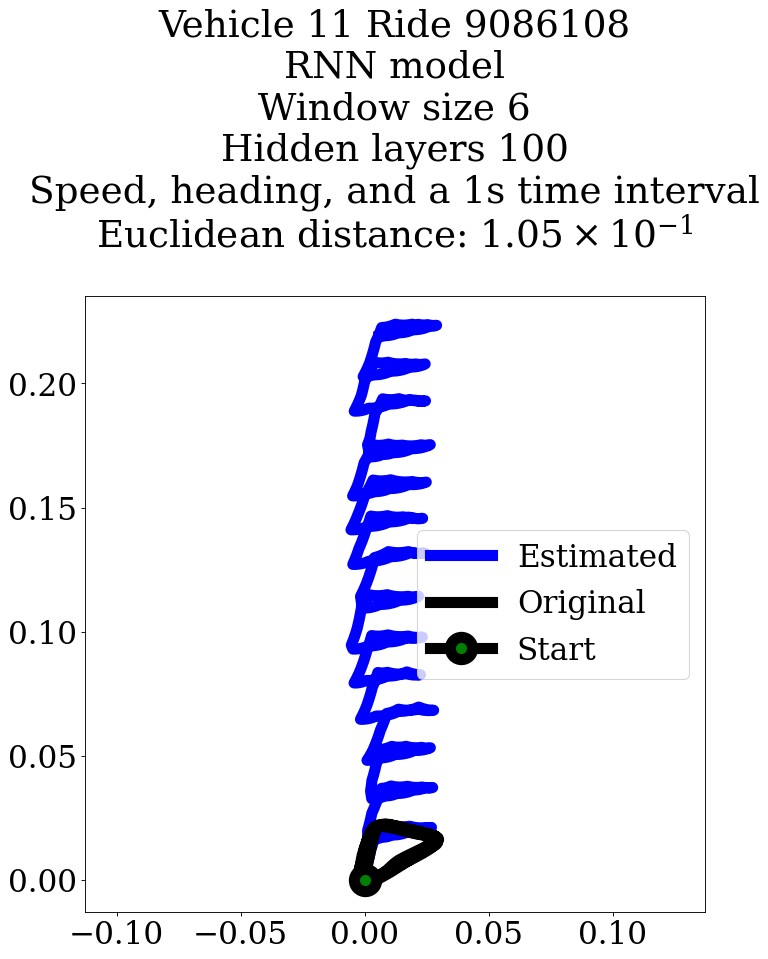 Vehicle 11 Ride 9086108
RNN model
Window size 6
Hidden layers 100
Speed, heading, and a 1s time interval
Euclidean distance: 1.05 × 10⁻¹
0.20
0.15
0.10
0.05
0.00
Estimated
Original
Start
−0.10 −0.05 0.00 0.05 0.10